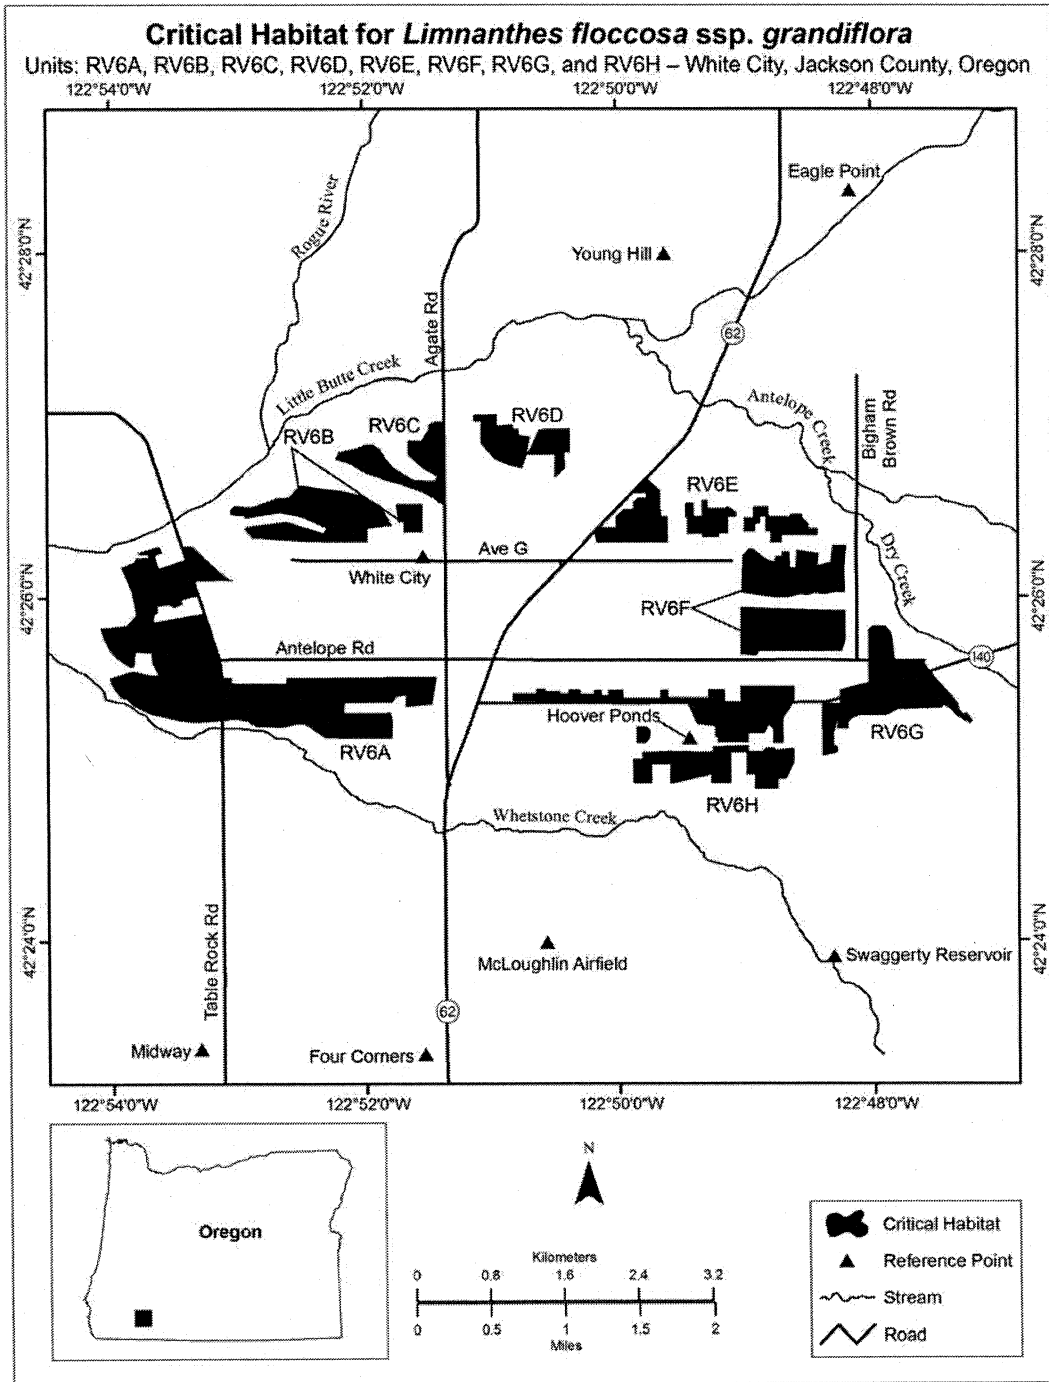 Critical Habitat for Limnanthes floccosa ssp. grandiflora
Units: RV6A, RV6B, RV6C, RV6D, RV6E, RV6F, RV6G, and RV6H – White City, Jackson County, Oregon
122°54'0"W
122°52'0"W
122°50'0"W
122°48'0"W
Eagle Point
Rogue River
Young Hill
42°28'0"N
42°28'0"N
Agate Rd
62
Little Butte Creek
Antelope Creek
Bigham
Brown Rd
RV6B
RV6C
RV6D
RV6E
Ave G
White City
Dry Creek
42°26'0"N
42°26'0"N
RV6F
Antelope Rd
140
Hoover Ponds
RV6A
RV6G
RV6H
Whetstone Creek
Table Rock Rd
42°24'0"N
42°24'0"N
McLoughlin Airfield
Swaggerty Reservoir
62
Midway
Four Corners
122°54'0"W
122°52'0"W
122°50'0"W
122°48'0"W
Oregon
N
Kilometers
0 0.8 1.6 2.4 3.2
0 0.5 1 1.5 2
Miles
Critical Habitat
Reference Point
Stream
Road